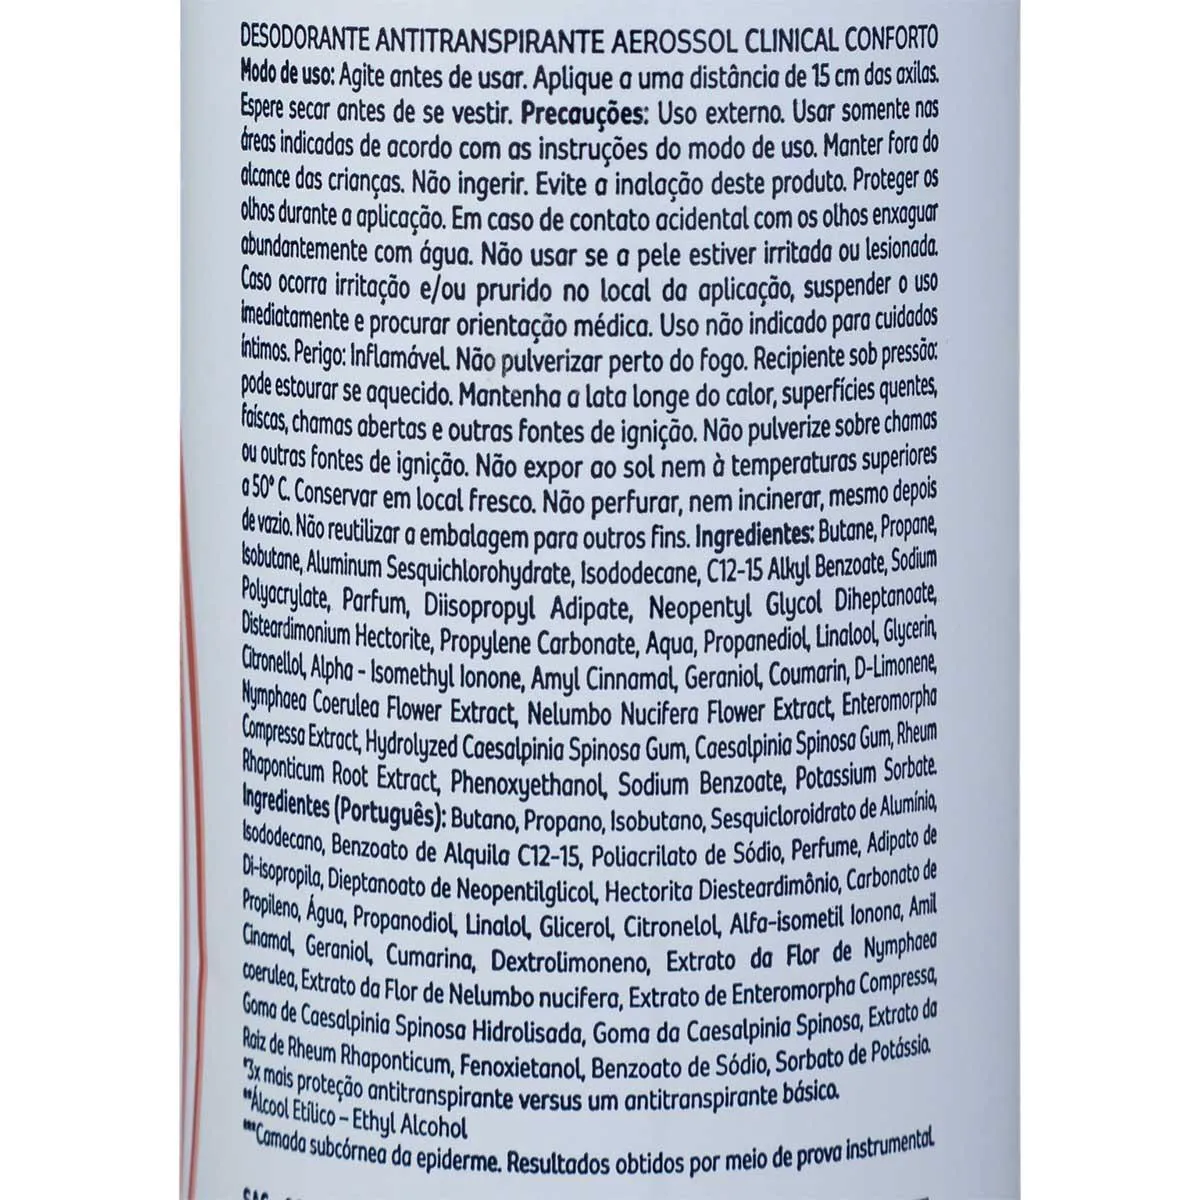 DESODORANTE ANTITRANSPIRANTE AEROSSOL CLINICAL CONFORTO
Modo de uso: Agite antes de usar. Aplique a uma distância de 15 cm das axilas.
Espere secar antes de se vestir. Precauções: Uso externo. Usar somente nas
áreas indicadas de acordo com as instruções do modo de uso. Manter fora do
alcance das crianças. Não ingerir. Evite a inalação deste produto. Proteger os
olhos durante a aplicação. Em caso de contato acidental com os olhos enxaguar
abundantemente com água. Não usar se a pele estiver irritada ou lesionada.
Caso ocorra irritação e/ou prurido no local da aplicação, suspender o uso
imediatamente e procurar orientação médica. Uso não indicado para cuidados
íntimos. Perigo: Inflamável. Não pulverizar perto do fogo. Recipiente sob pressão:
pode estourar se aquecido. Mantenha a lata longe do calor, superfícies quentes,
faíscas, chamas abertas e outras fontes de ignição. Não pulverize sobre chamas
ou outras fontes de ignição. Não expor ao sol nem à temperaturas superiores
a 50° C. Conservar em local fresco. Não perfurar, nem incinerar, mesmo depois
de vazio. Não reutilizar a embalagem para outros fins. Ingredientes: Butane, Propane,
Isobutane, Aluminum Sesquichlorohydrate, Isododecane, C12-15 Alkyl Benzoate, Sodium
Polyacrylate, Parfum, Diisopropyl Adipate, Neopentyl Glycol Diheptanoate,
Disteardimonium Hectorite, Propylene Carbonate, Aqua, Propanediol, Linalool, Glycerin,
Citronellol, Alpha - Isomethyl Ionone, Amyl Cinnamal, Geraniol, Coumarin, D-Limonene,
Nymphaea Coerulea Flower Extract, Nelumbo Nucifera Flower Extract, Enteromorpha
Compressa Extract, Hydrolyzed Caesalpinia Spinosa Gum, Caesalpinia Spinosa Gum, Rheum
Rhaponticum Root Extract, Phenoxyethanol, Sodium Benzoate, Potassium Sorbate.
Ingredientes (Português): Butano, Propano, Isobutano, Sesquicloroidrato de Alumínio,
Isododecano, Benzoato de Alquila C12-15, Poliacrilato de Sódio, Perfume, Adipato de
Di-isopropila, Dieptanoato de Neopentilglicol, Hectorita Diesteardimônio, Carbonato de
Propileno, Água, Propanodiol, Linalol, Glicerol, Citronelol, Alfa-isometil Ionona, Amil
Cinamal, Geraniol, Cumarina, Dextrolimoneno, Extrato da Flor de Nymphaea
coerulea, Extrato da Flor de Nelumbo nucifera, Extrato de Enteromorpha Compressa,
Goma de Caesalpinia Spinosa Hidrolisada, Goma da Caesalpinia Spinosa, Extrato da
Raiz de Rheum Rhaponticum, Fenoxietanol, Benzoato de Sódio, Sorbato de Potássio.
*3x mais proteção antitranspirante versus um antitranspirante básico.
**Álcool Etílico – Ethyl Alcohol
***Camada subcórnea da epiderme. Resultados obtidos por meio de prova instrumental.